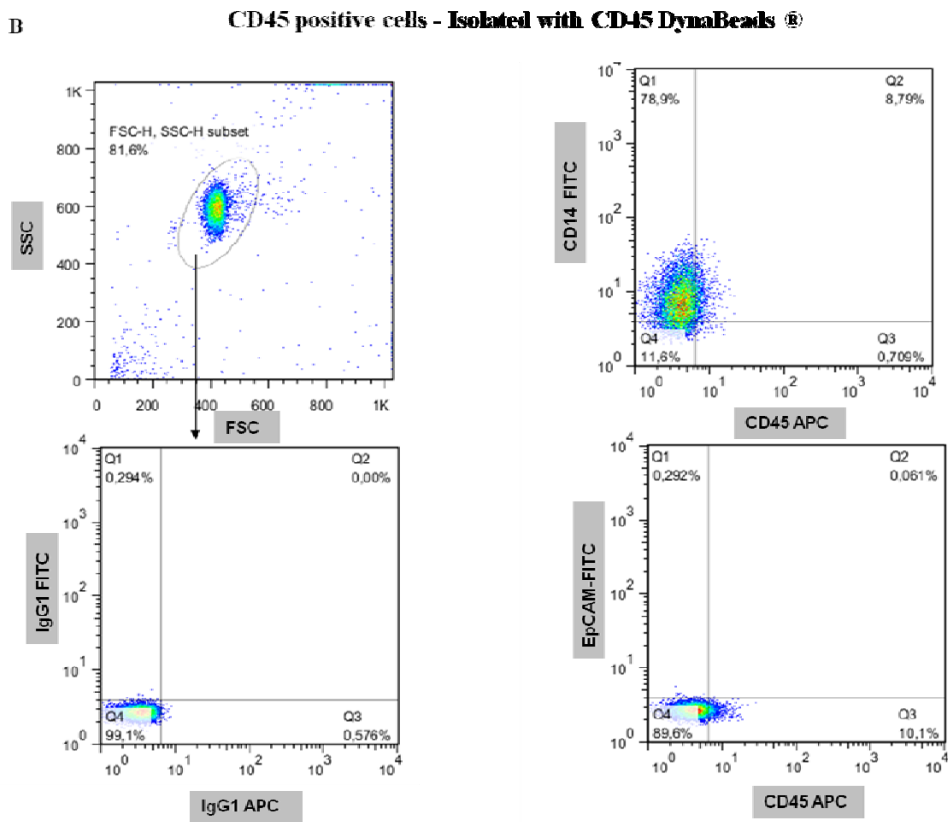 B
CD45 positive cells - Isolated with CD45 DynaBeads ®
1K
800
600
400
200
0
SSC
FSC-H, SSC-H subset
81,6%
0 200 400 600 800 1K
FSC
10^4
10^3
10^2
10^1
10^0
CD14 FITC
Q1
78,9%
Q2
8,79%
Q4
11,6%
Q3
0,709%
10^0 10^1 10^2 10^3 10^4
CD45 APC
10^4
10^3
10^2
10^1
10^0
IgG1 FITC
Q1
0,294%
Q2
0,00%
Q4
99,1%
Q3
0,576%
10^0 10^1 10^2 10^3 10^4
IgG1 APC
10^4
10^3
10^2
10^1
10^0
EpCAM-FITC
Q1
0,292%
Q2
0,061%
Q4
89,6%
Q3
10,1%
10^0 10^1 10^2 10^3 10^4
CD45 APC